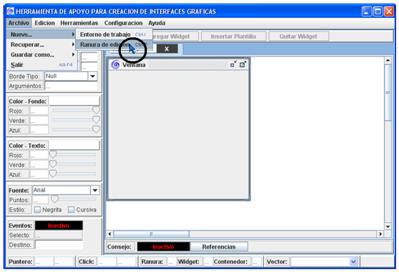 HERRAMIENTA DE APOYO PARA CREACION DE INTERFACES GRAFICAS
Archivo Edicion Herramientas Configuracion Ayuda
Nuevo... Entorno de trabajo Ctrl-T
Agregar Widget Insertar Plantilla Quitar Widget
Recuperar... Ranura de edicion X
Guardar como...
Salir Alt-F4 Ventana
Borde Tipo: Null
Argumentos: ...
Color - Fondo:
Rojo: ...
Verde: ...
Azul: ...
Color - Texto:
Rojo: ...
Verde: ...
Azul: ...
Fuente: Arial
Puntos: ...
Estilo: Negrita Cursiva
Eventos: Inactivo
Selecto: ...
Destino: ...
Consejo: Inactivo Referencias
Puntero: ... Click: ... Ranura: ... Widget: ... Contenedor: ... Vector: